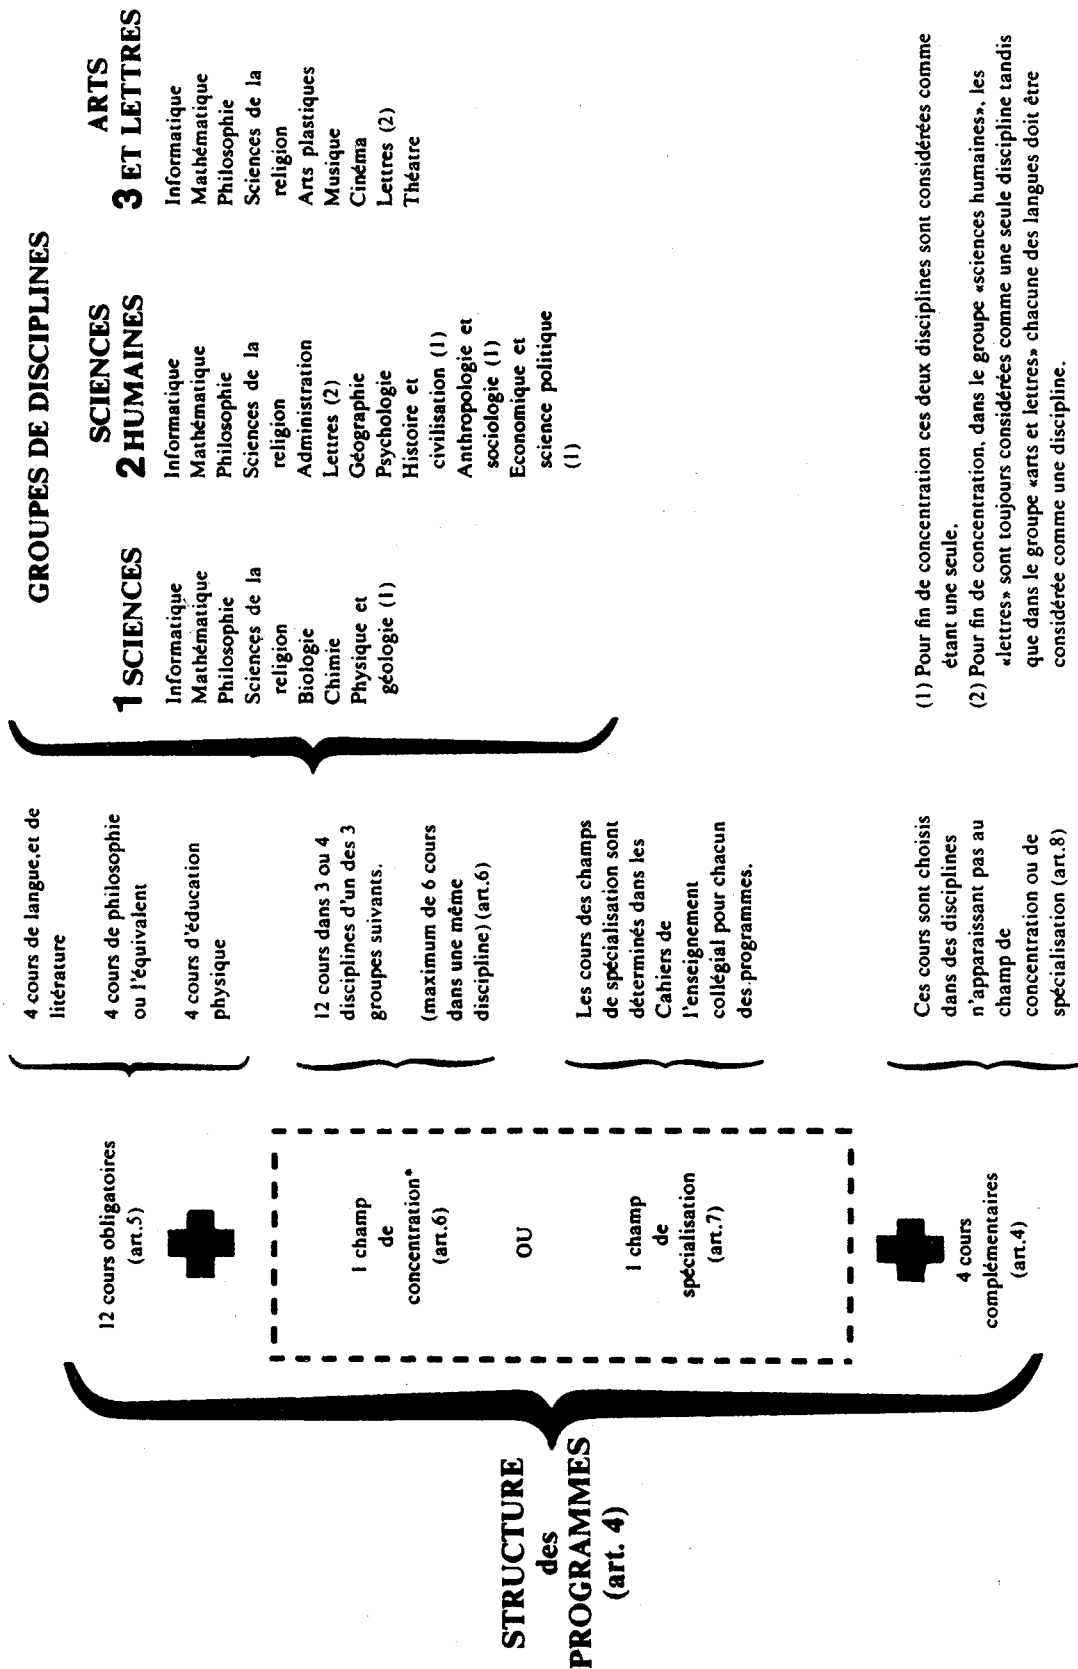 STRUCTURE
des
PROGRAMMES
(art. 4)
12 cours obligatoires
(art.5)
1 champ
de
concentration*
(art.6)
OU
1 champ
de
spécialisation
(art.7)
4 cours
complémentaires
(art.4)
4 cours de langue et de
litérature
4 cours de philosophie
ou l'équivalent
4 cours d'éducation
physique
12 cours dans 3 ou 4
disciplines d'un des 3
groupes suivants.
(maximum de 6 cours
dans une même
discipline) (art.6)
Les cours des champs
de spécialisation sont
déterminés dans les
Cahiers de
l'enseignement
collégial pour chacun
des programmes.
Ces cours sont choisis
dans des disciplines
n'apparaissant pas au
champ de
concentration ou de
spécialisation (art.8)
GROUPES DE DISCIPLINES
1 SCIENCES
Informatique
Mathématique
Philosophie
Sciences de la
religion
Biologie
Chimie
Physique et
géologie (1)
SCIENCES
2 HUMAINES
Informatique
Mathématique
Philosophie
Sciences de la
religion
Administration
Lettres (2)
Géographie
Psychologie
Histoire et
civilisation (1)
Anthropologie et
sociologie (1)
Economique et
science politique
(1)
ARTS
3 ET LETTRES
Informatique
Mathématique
Philosophie
Sciences de la
religion
Arts plastiques
Musique
Cinéma
Lettres (2)
Théatre
(1) Pour fin de concentration ces deux disciplines sont considérées comme
étant une seule.
(2) Pour fin de concentration, dans le groupe «sciences humaines», les
«lettres» sont toujours considérées comme une seule discipline tandis
que dans le groupe «arts et lettres» chacune des langues doit être
considérée comme une discipline.